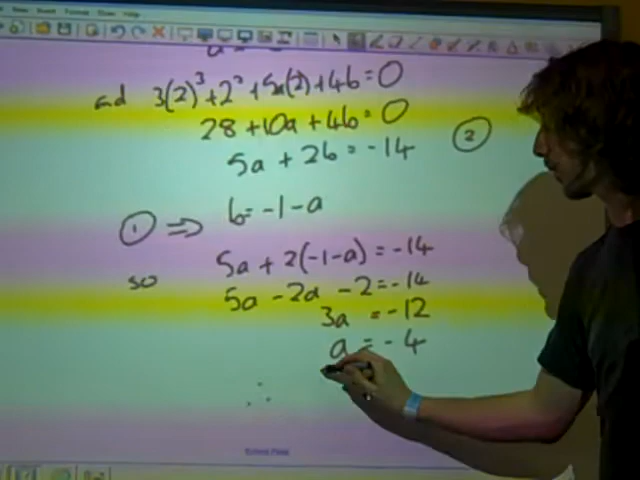 and 3(2)³ + 2² + 5a(2) + 4b = 0
28 + 10a + 4b = 0
5a + 2b = -14 ②
① ⇒ b = -1 - a
so 5a + 2(-1-a) = -14
5a - 2a - 2 = -14
3a = -12
a = -4
∴